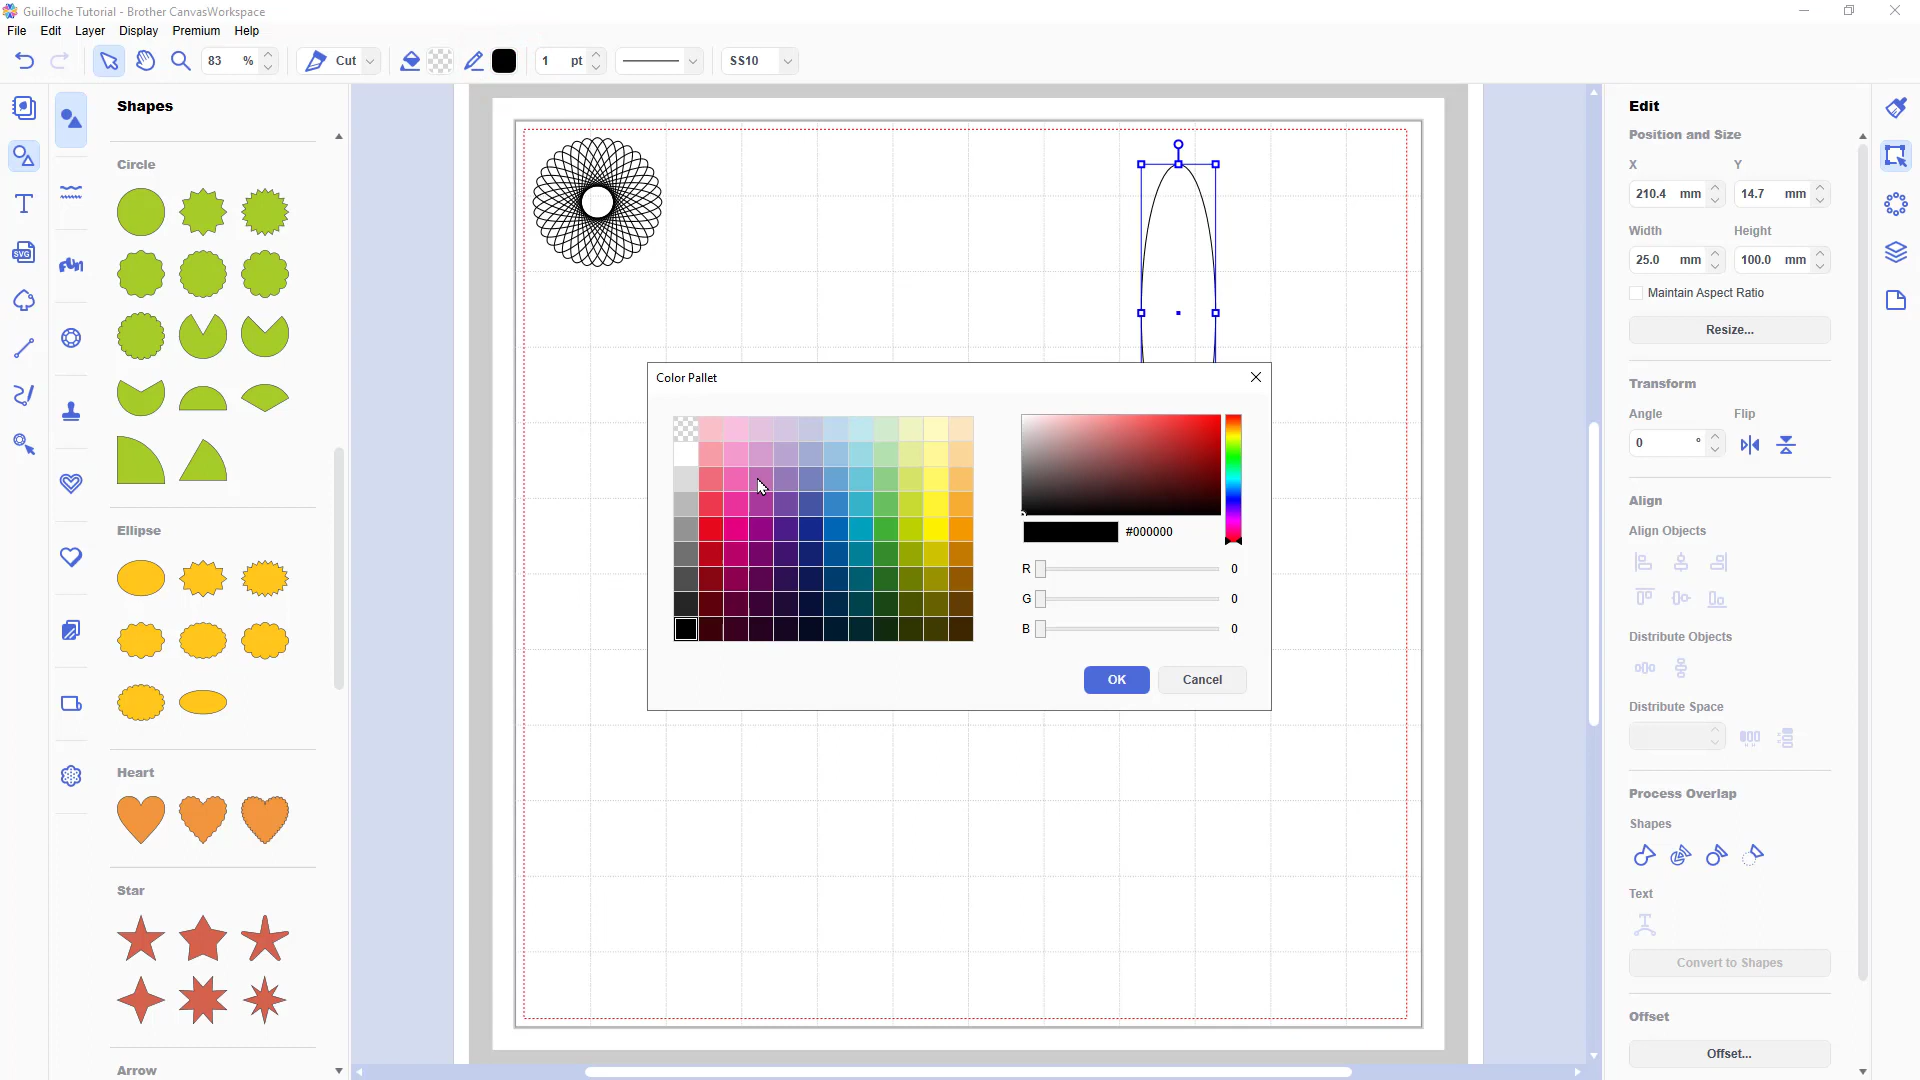 Guilloche Tutorial - Brother CanvasWorkspace
File Edit Layer Display Premium Help
83 % Cut 1 pt SS10
Shapes
Circle
Ellipse
Heart
Star
Arrow
SVG
Fun
Color Pallet
#000000
R 0
G 0
B 0
OK Cancel
Edit
Position and Size
X Y
210.4 mm 14.7 mm
Width Height
25.0 mm 100.0 mm
Maintain Aspect Ratio
Resize...
Transform
Angle Flip
0 °
Align
Align Objects
Distribute Objects
Distribute Space
Process Overlap
Shapes
Text
Convert to Shapes
Offset
Offset...